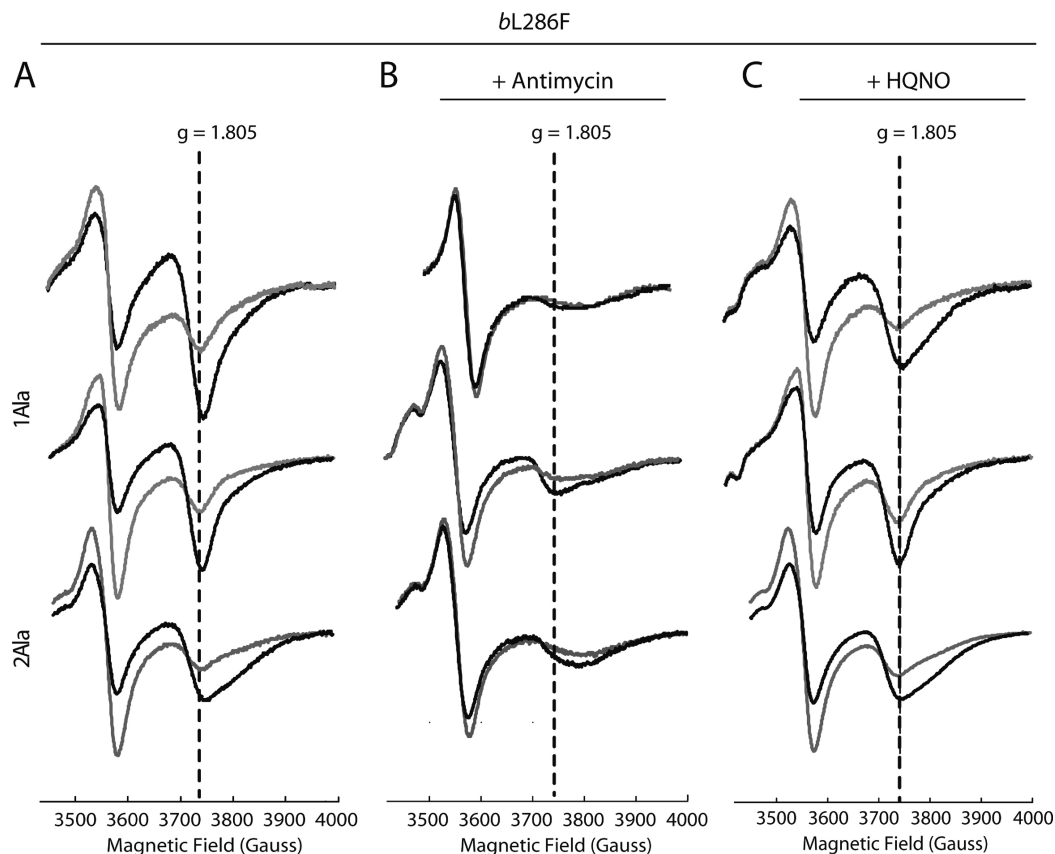 bL286F
A
B
C
+ Antimycin
+ HQNO
g = 1.805
g = 1.805
g = 1.805
1Ala
2Ala
3500 3600 3700 3800 3900 4000
3500 3600 3700 3800 3900 4000
3500 3600 3700 3800 3900 4000
Magnetic Field (Gauss)
Magnetic Field (Gauss)
Magnetic Field (Gauss)